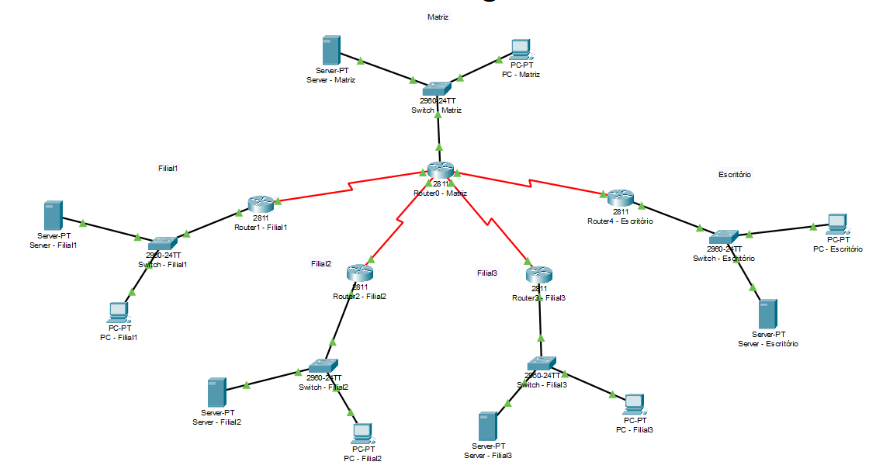 Matriz
Server-PT
Server - Matriz
PC-PT
PC - Matriz
2960-24TT
Switch - Matriz
Filial1
Escritório
2811
Router0 - Matriz
2811
Router1 - Filial1
2811
Router4 - Escritório
Server-PT
Server - Filial1
2960-24TT
Switch - Filial1
PC-PT
PC - Filial1
Filial2
2811
Router2 - Filial2
Filial3
2811
Router3 - Filial3
2960-24TT
Switch - Escritório
PC-PT
PC - Escritório
Server-PT
Server - Escritório
2960-24TT
Switch - Filial2
Server-PT
Server - Filial2
PC-PT
PC - Filial2
2960-24TT
Switch - Filial3
Server-PT
Server - Filial3
PC-PT
PC - Filial3